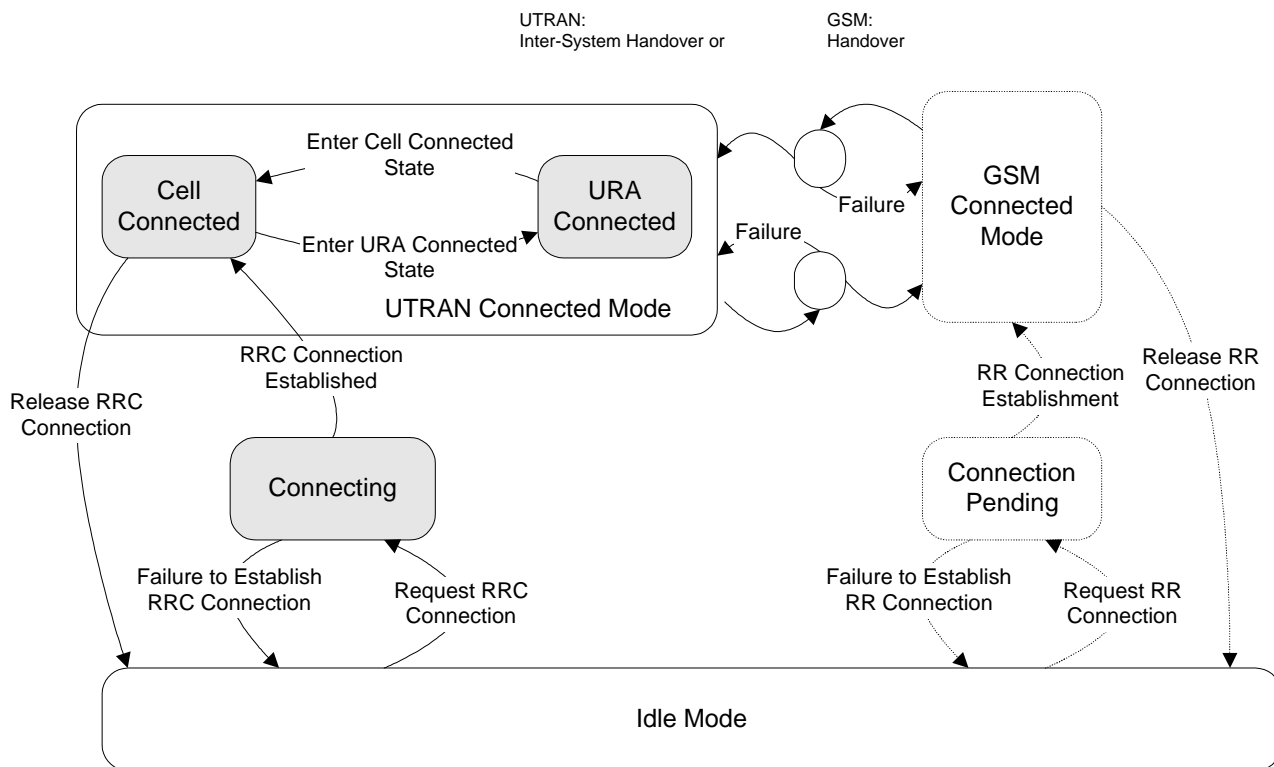 UTRAN:
Inter-System Handover or
GSM:
Handover
Enter Cell Connected
State
Cell
Connected
URA
Connected
GSM
Connected
Mode
Failure
Failure
Enter URA Connected
State
UTRAN Connected Mode
RRC Connection
Established
Release RR
Connection
RR Connection
Establishment
Release RRC
Connection
Connecting
Connection
Pending
Failure to Establish
RRC Connection
Request RRC
Connection
Failure to Establish
RR Connection
Request RR
Connection
Idle Mode